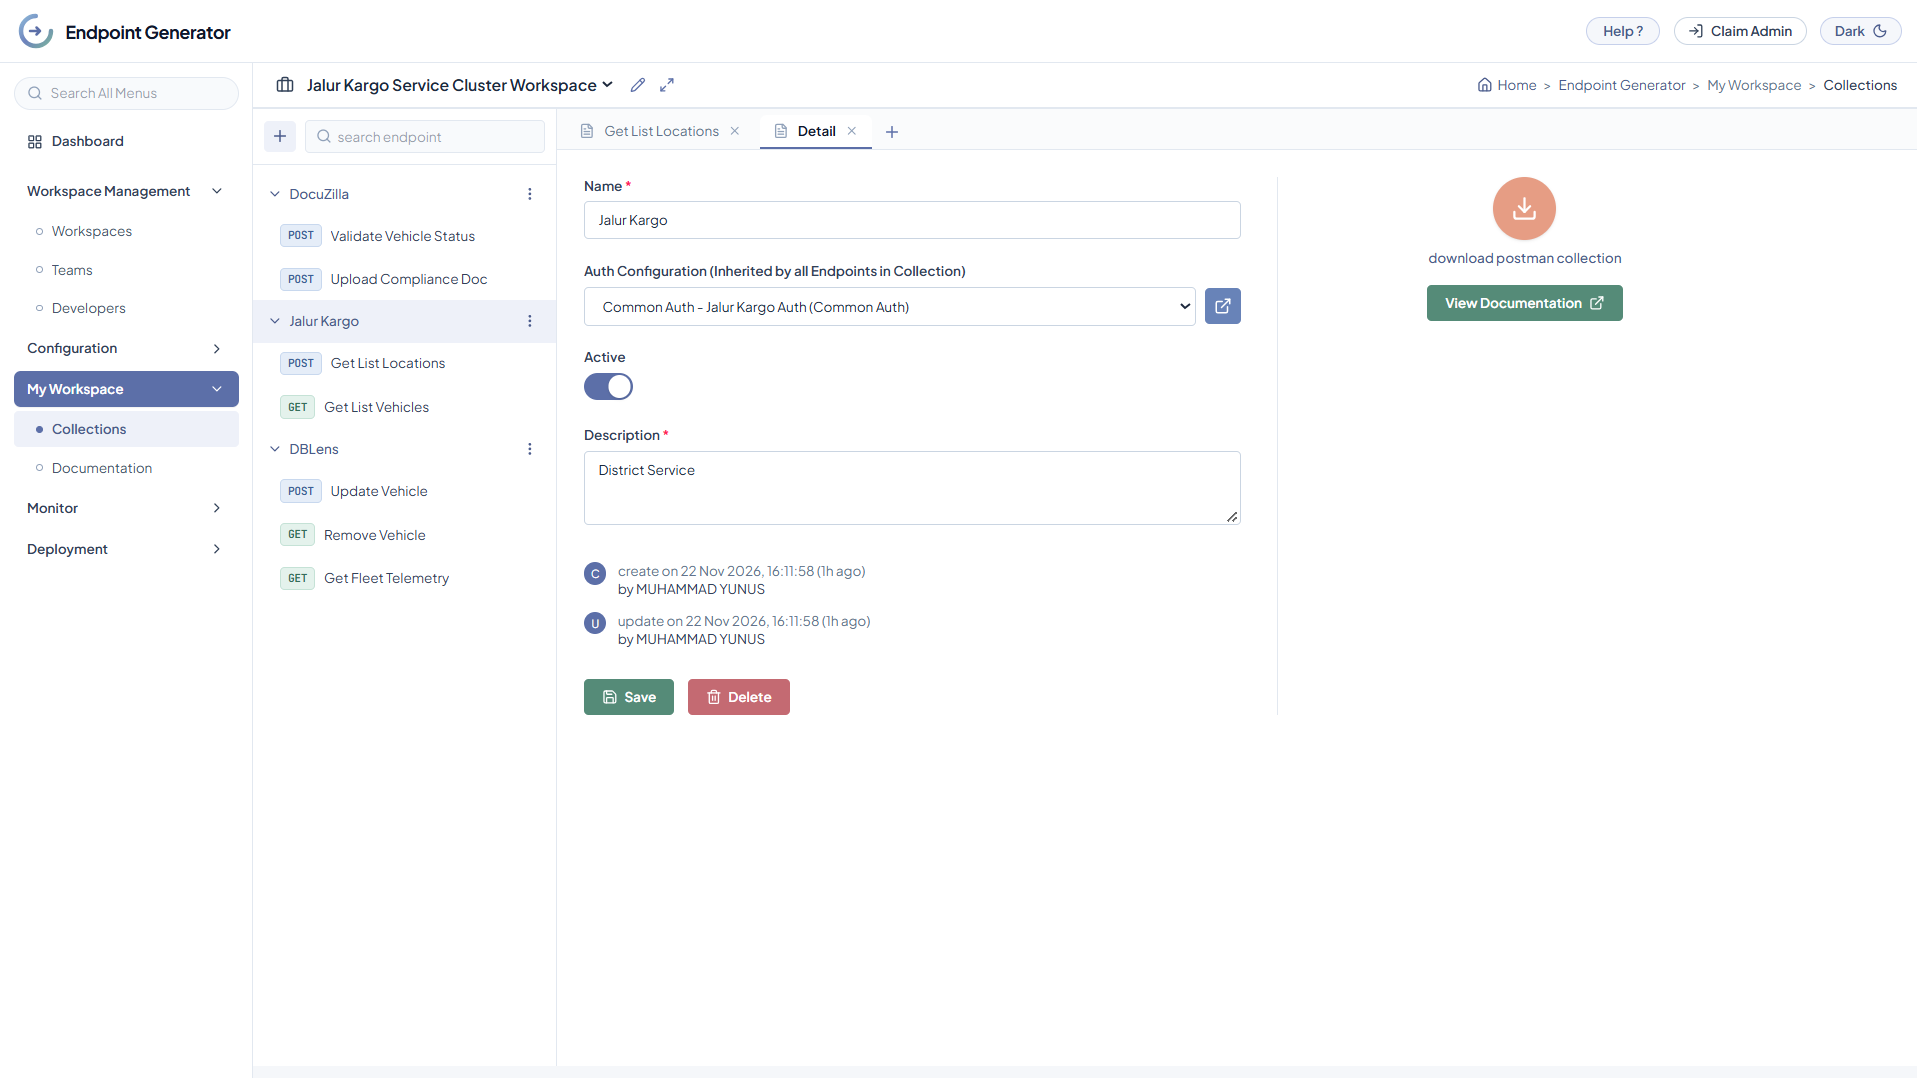 Endpoint Generator
Help ?
Claim Admin
Dark
Search All Menus
Dashboard
Workspace Management
Workspaces
Teams
Developers
Configuration
My Workspace
Collections
Documentation
Monitor
Deployment
Jalur Kargo Service Cluster Workspace
Home > Endpoint Generator > My Workspace > Collections
search endpoint
DocuZilla
POST Validate Vehicle Status
POST Upload Compliance Doc
Jalur Kargo
POST Get List Locations
GET Get List Vehicles
DBLens
POST Update Vehicle
GET Remove Vehicle
GET Get Fleet Telemetry
Get List Locations
Detail
Name *
Jalur Kargo
Auth Configuration (Inherited by all Endpoints in Collection)
Common Auth - Jalur Kargo Auth (Common Auth)
Active
Description *
District Service
C create on 22 Nov 2026, 16:11:58 (1h ago)
by MUHAMMAD YUNUS
U update on 22 Nov 2026, 16:11:58 (1h ago)
by MUHAMMAD YUNUS
Save
Delete
download postman collection
View Documentation